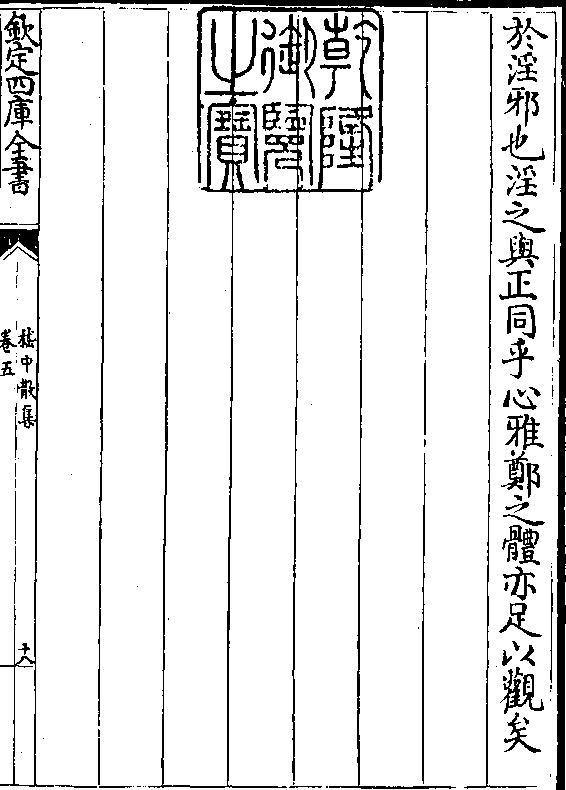 於淫邪也淫之與正同乎心雅鄭之體亦足以觀矣
乾隆
御覽
之寶
欽定四庫全書
嵇中散集
卷五
十八